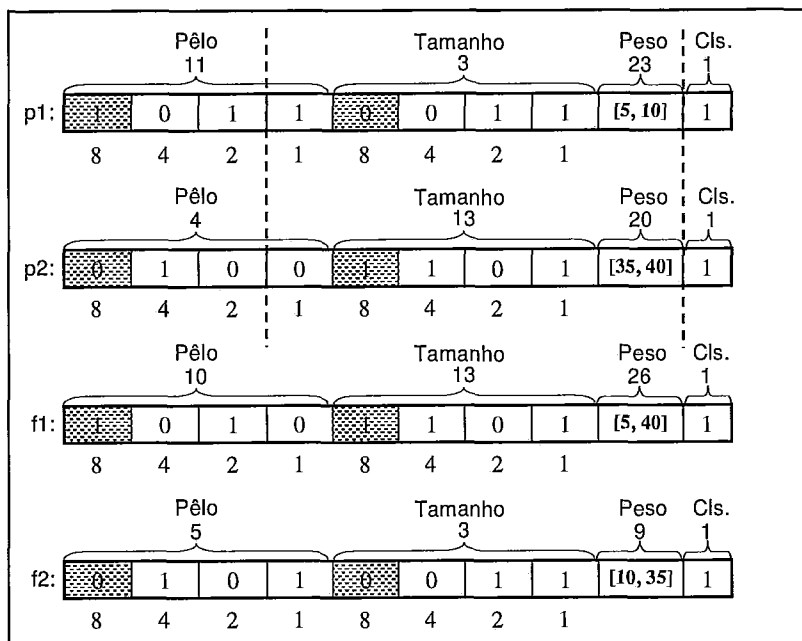 Pêlo Tamanho Peso Cls.
11 3 23 1
p1: 1 0 1 1 0 0 1 1 [5, 10] 1
8 4 2 1 8 4 2 1
Pêlo Tamanho Peso Cls.
4 13 20 1
p2: 0 1 0 0 1 1 0 1 [35, 40] 1
8 4 2 1 8 4 2 1
Pêlo Tamanho Peso Cls.
10 13 26 1
f1: 1 0 1 0 1 1 0 1 [5, 40] 1
8 4 2 1 8 4 2 1
Pêlo Tamanho Peso Cls.
5 3 9 1
f2: 0 1 0 1 0 0 1 1 [10, 35] 1
8 4 2 1 8 4 2 1